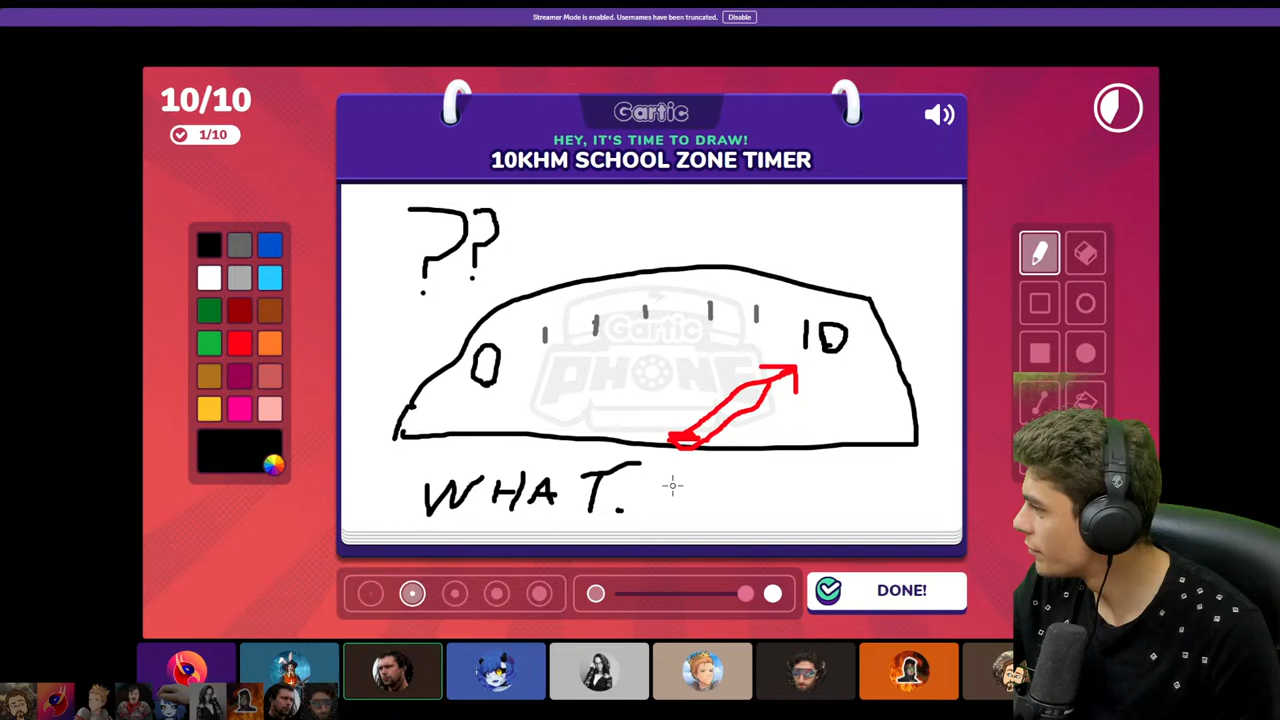 Streamer Mode is enabled. Usernames have been truncated. Disable
10/10
1/10
Gartic
HEY, IT'S TIME TO DRAW!
10KHM SCHOOL ZONE TIMER
??
0
10
Gartic
PHONE
WHAT.
DONE!